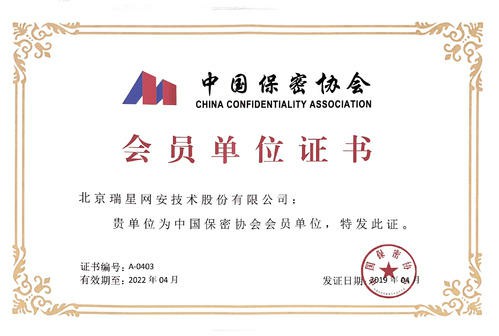 中国保密协会
CHINA CONFIDENTIALITY ASSOCIATION
会员单位证书
北京瑞星网安技术股份有限公司：
贵单位为中国保密协会会员单位，特发此证。
证书编号：A-0403
有效期至：2022 年 04 月
发证日期：2019 年 04 月
国保密协